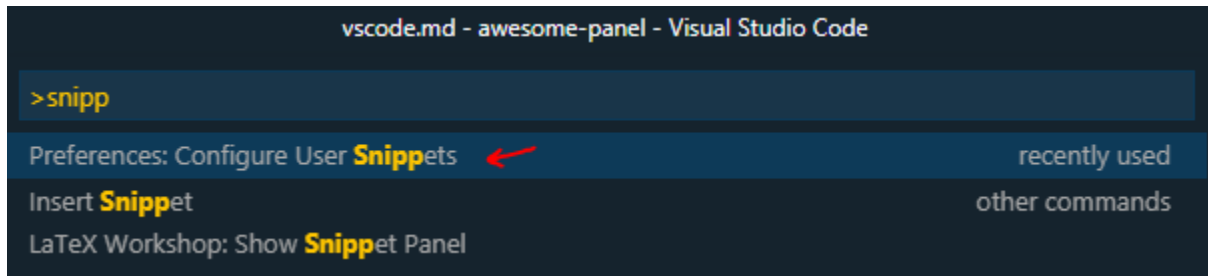 vscode.md - awesome-panel - Visual Studio Code
>snipp
Preferences: Configure User Snippets recently used
Insert Snippet other commands
LaTeX Workshop: Show Snippet Panel